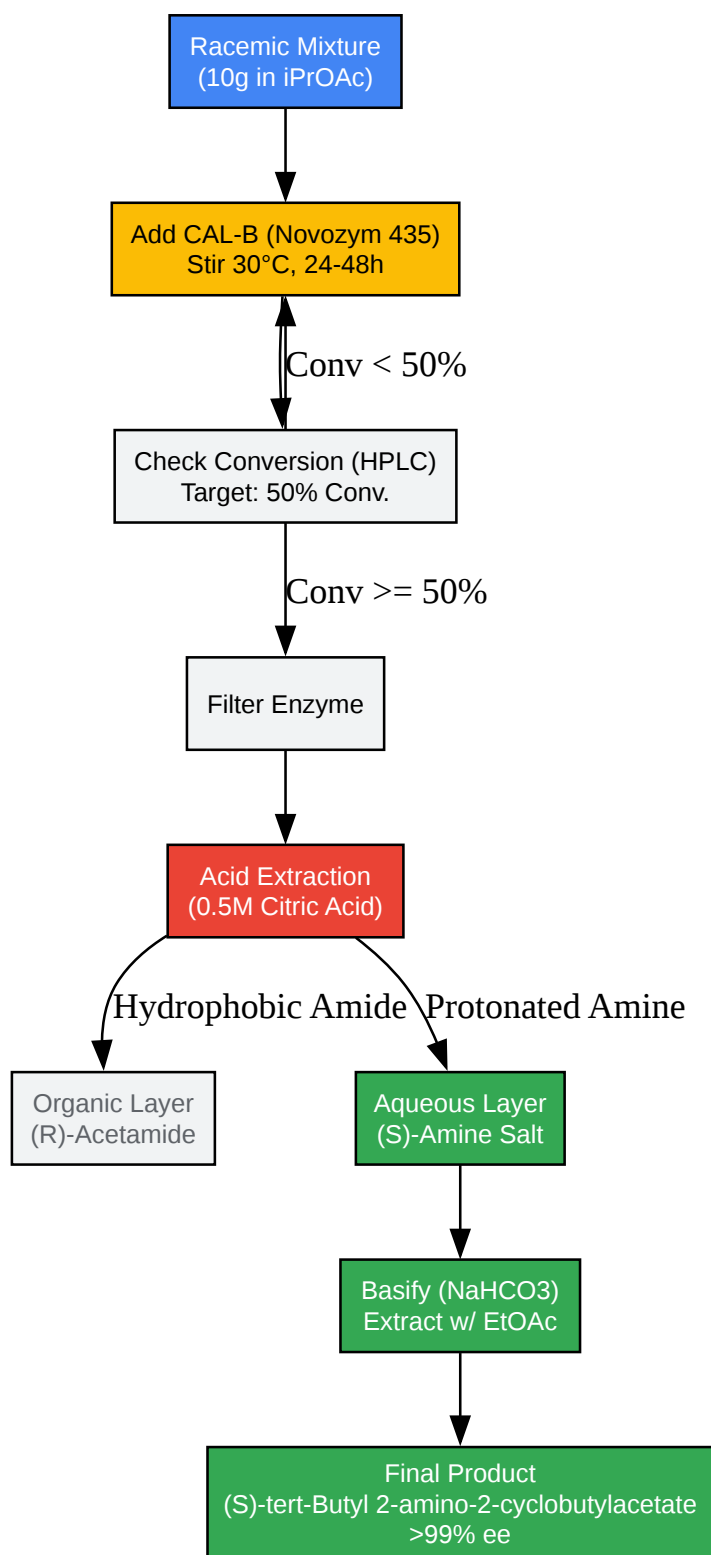 Racemic Mixture
(10g in iPrOAc)
Add CAL-B (Novozym 435)
Stir 30°C, 24-48h
Conv < 50%
Check Conversion (HPLC)
Target: 50% Conv.
Conv >= 50%
Filter Enzyme
Acid Extraction
(0.5M Citric Acid)
Hydrophobic Amide
Protonated Amine
Organic Layer
(R)-Acetamide
Aqueous Layer
(S)-Amine Salt
Basify (NaHCO3)
Extract w/ EtOAc
Final Product
(S)-tert-Butyl 2-amino-2-cyclobutylacetate
>99% ee